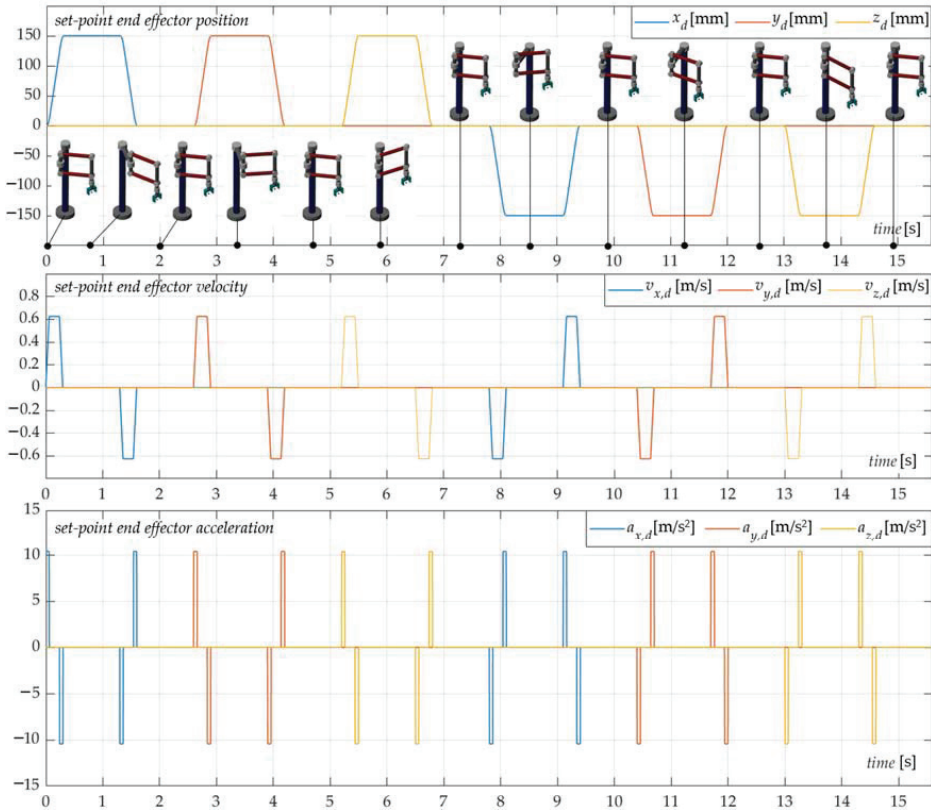 set-point end effector position
x_d [mm] y_d [mm] z_d [mm]
150
100
50
0
−50
−100
−150
time [s]
0 1 2 3 4 5 6 7 8 9 10 11 12 13 14 15
set-point end effector velocity
v_x,d [m/s] v_y,d [m/s] v_z,d [m/s]
0.8
0.6
0.4
0
−0.2
−0.4
−0.6
time [s]
0 1 2 3 4 5 6 7 8 9 10 11 12 13 14 15
15
set-point end effector acceleration
a_x,d [m/s²] a_y,d [m/s²] a_z,d [m/s²]
10
5
0
−5
−10
time [s]
−15
0 1 2 3 4 5 6 7 8 9 10 11 12 13 14 15